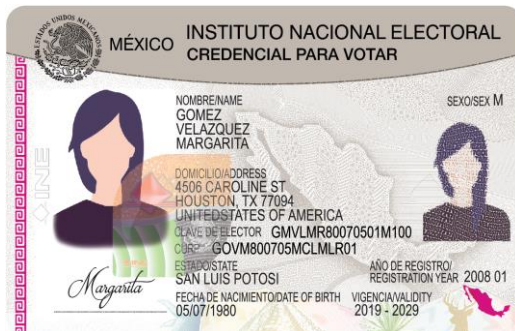 ESTADOS UNIDOS MEXICANOS
MÉXICO
INSTITUTO NACIONAL ELECTORAL
CREDENCIAL PARA VOTAR
NOMBRE/NAME
GOMEZ
VELAZQUEZ
MARGARITA
SEXO/SEX M
DOMICILIO/ADDRESS
4506 CAROLINE ST
HOUSTON, TX 77094
UNITEDSTATES OF AMERICA
CLAVE DE ELECTOR GMVLMR80070501M100
CURP GOVM800705MCLMLR01
ESTADO/STATE
SAN LUIS POTOSI
AÑO DE REGISTRO/
REGISTRATION YEAR 2008 01
FECHA DE NACIMIENTO/DATE OF BIRTH
05/07/1980
VIGENCIA/VALIDITY
2019 - 2029
Margarita
INE